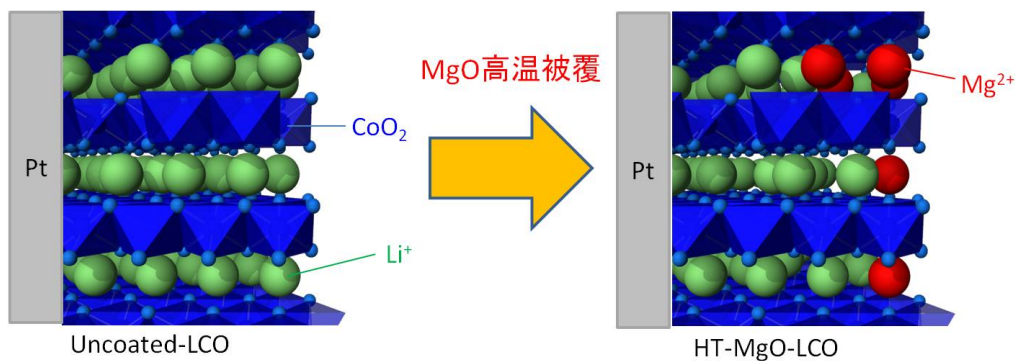 MgO高温被覆
Mg²⁺
CoO₂
Pt
Pt
Li⁺
Uncoated-LCO
HT-MgO-LCO